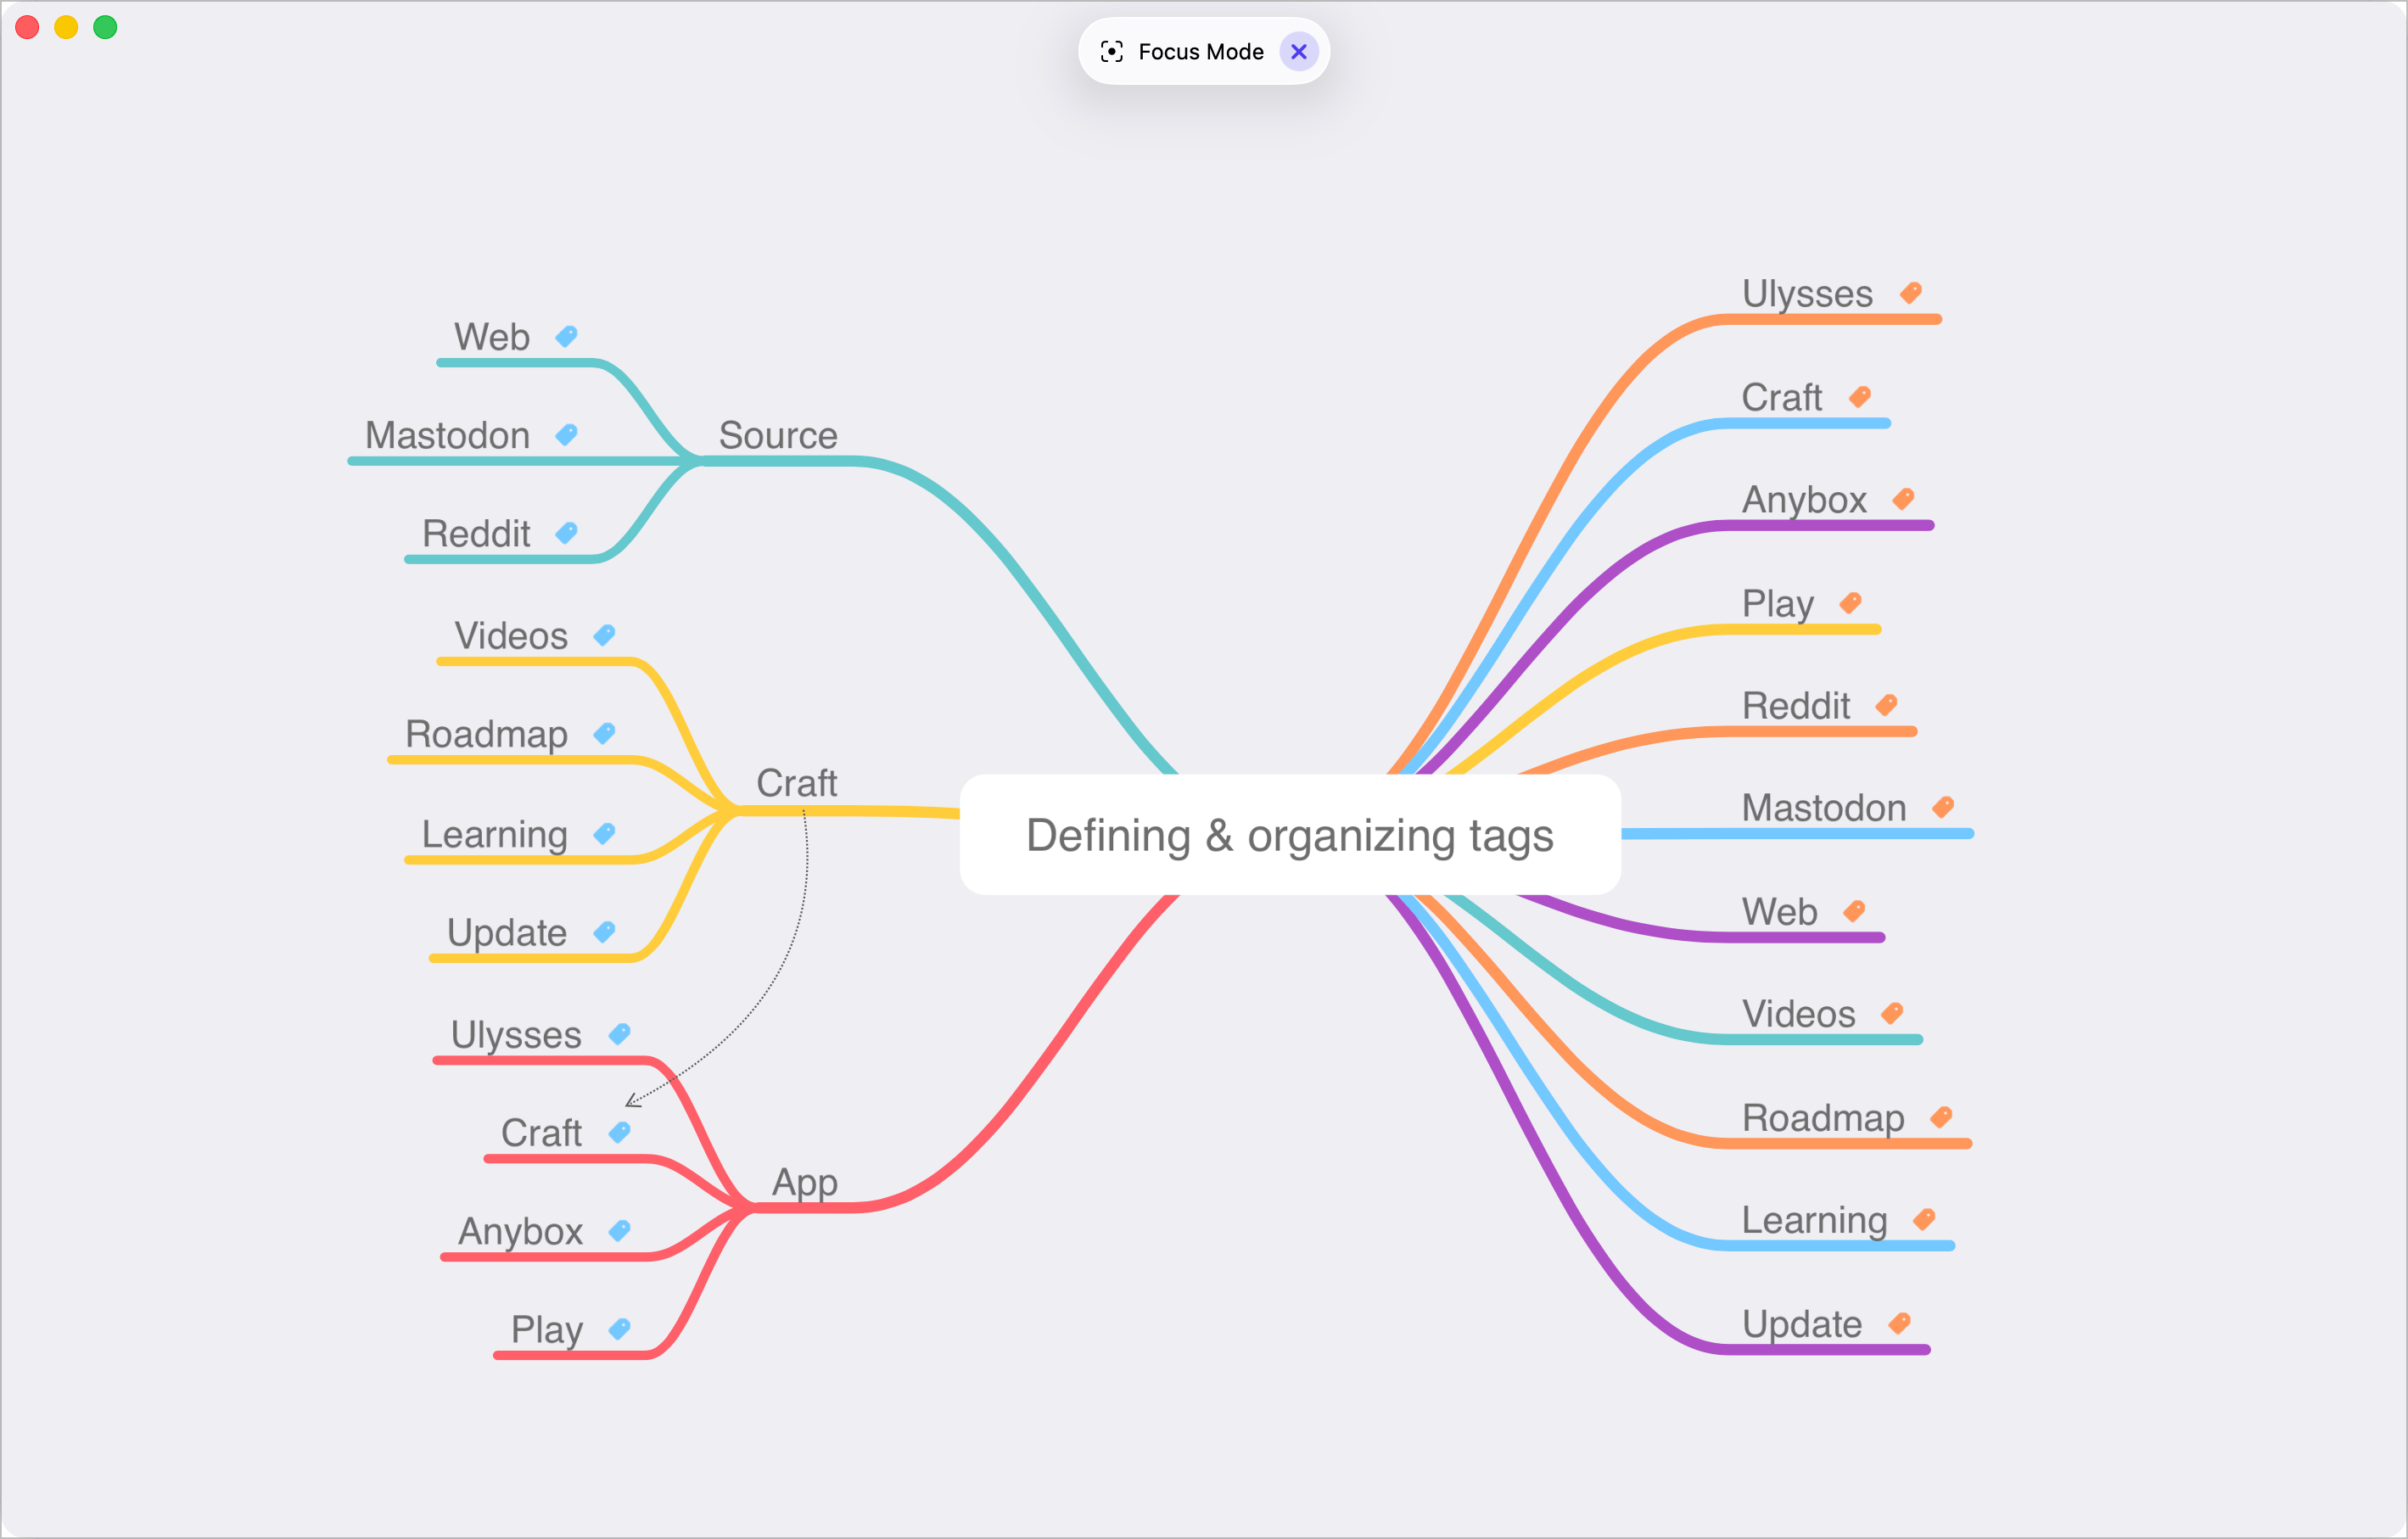 Focus Mode
Source
Web
Mastodon
Reddit
Craft
Videos
Roadmap
Learning
Update
App
Ulysses
Craft
Anybox
Play
Defining & organizing tags
Ulysses
Craft
Anybox
Play
Reddit
Mastodon
Web
Videos
Roadmap
Learning
Update